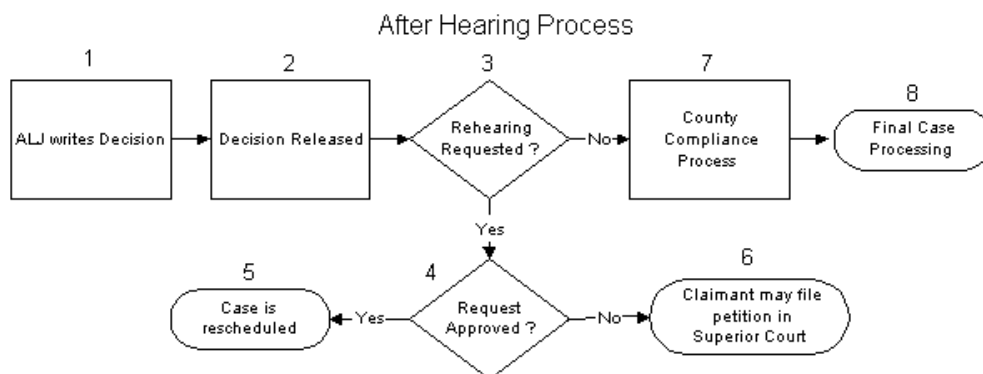 After Hearing Process
1
2
3
7
8
ALJ writes Decision
Decision Released
Rehearing
Requested ?
No
County
Compliance
Process
Final Case
Processing
Yes
5
4
6
Case is
rescheduled
Yes
Request
Approved ?
No
Claimant may file
petition in
Superior Court